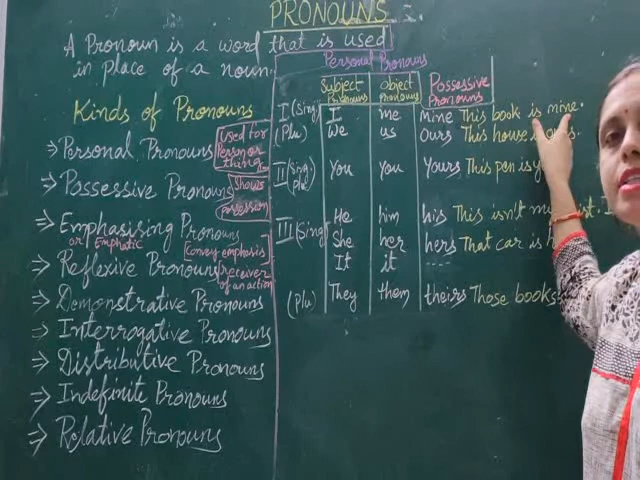 PRONOUNS
A Pronoun is a word that is used
in place of a noun.
Kinds of Pronouns
⇒ Personal Pronouns
Used for
Person or
thing
⇒ Possessive Pronouns
Shows
possession
⇒ Emphasising Pronouns
or Emphatic
Convey emphasis
⇒ Reflexive Pronouns
receiver
of an action
⇒ Demonstrative Pronouns
⇒ Interrogative Pronouns
⇒ Distributive Pronouns
⇒ Indefinite Pronouns
⇒ Relative Pronouns
Personal Pronouns
Subject Pronouns
Object Pronouns
Possessive Pronouns
I (Sing) I me mine This book is mine.
(Plu) We us ours This house is
II (Sing/Plu) You you yours This pen is
III (Sing) He him his This isn't
She her hers That car is
It it ---
(Plu) They them theirs Those books